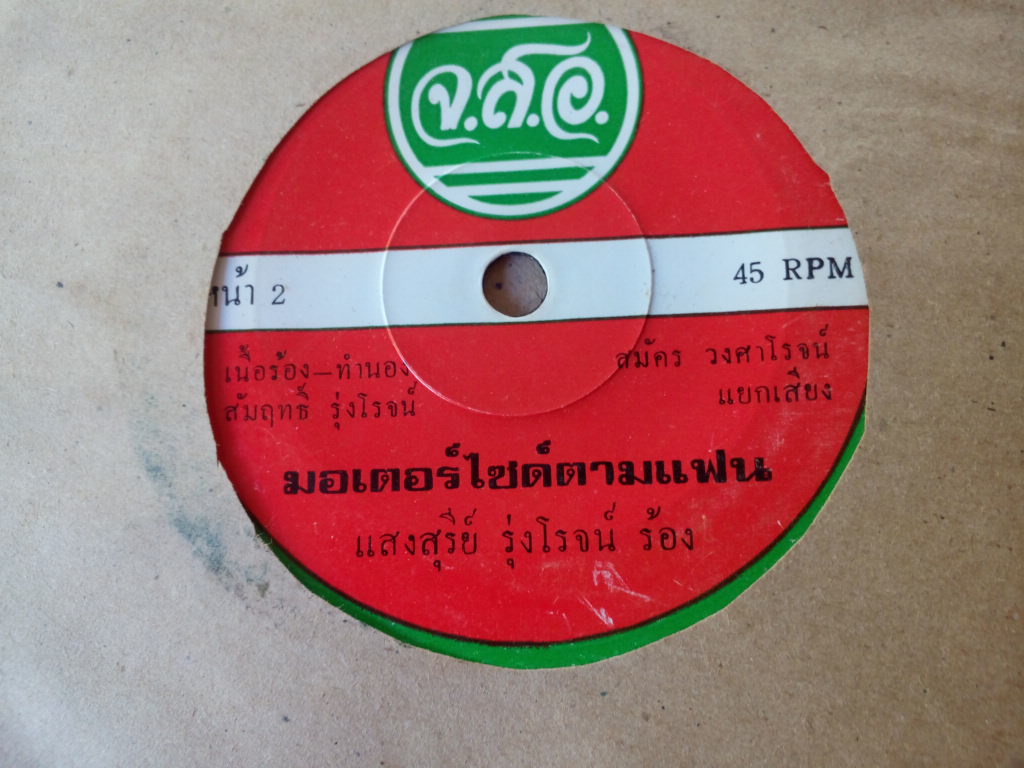 จ.ส.อ.
หน้า 2
45 RPM
เนื้อร้อง–ทำนอง
สัมฤทธิ์ รุ่งโรจน์
สมัคร วงศาโรจน์
แยกเสียง
มอเตอร์ไซด์ตามแฟน
แสงสุรีย์ รุ่งโรจน์ ร้อง